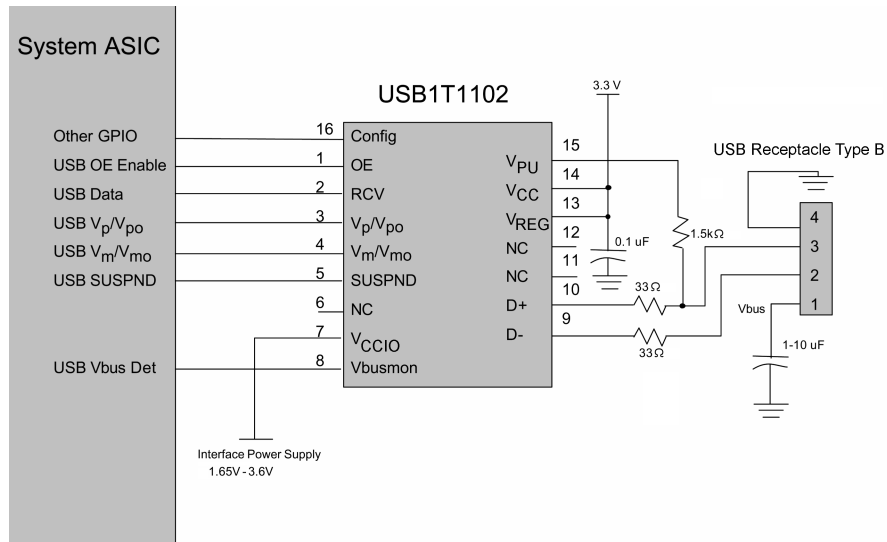 System ASIC
USB1T1102
3.3 V
USB Receptacle Type B
Other GPIO
16
Config
USB OE Enable
1
OE
USB Data
2
RCV
USB Vp/Vpo
3
Vp/Vpo
USB Vm/Vmo
4
Vm/Vmo
USB SUSPND
5
SUSPND
6
NC
7
VCCIO
USB Vbus Det
8
Vbusmon
Interface Power Supply
1.65V - 3.6V
15
VPU
14
VCC
13
VREG
12
NC
11
NC
10
D+
9
D-
0.1 uF
1.5kΩ
33Ω
33Ω
4
3
2
1
Vbus
1-10 uF